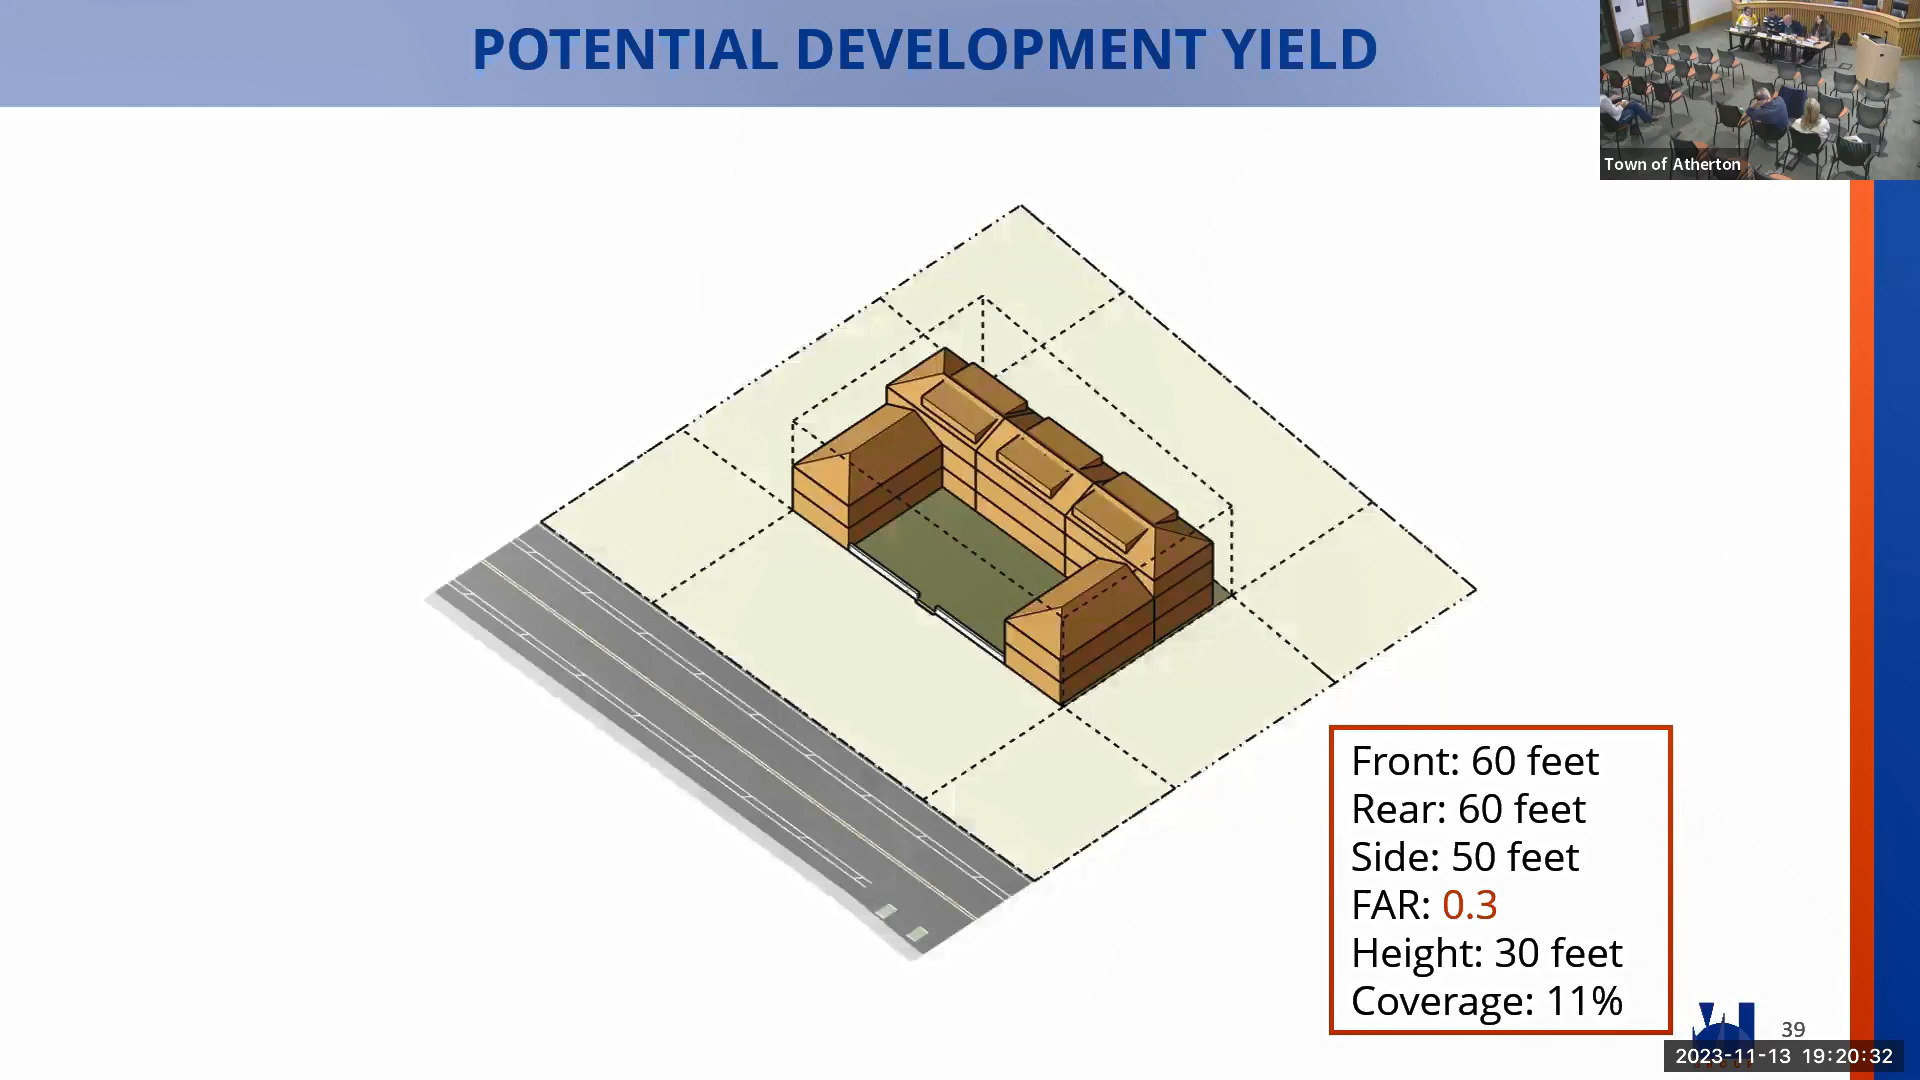 POTENTIAL DEVELOPMENT YIELD
Town of Atherton
Front: 60 feet
Rear: 60 feet
Side: 50 feet
FAR: 0.3
Height: 30 feet
Coverage: 11%
39
2023-11-13 19:20:32